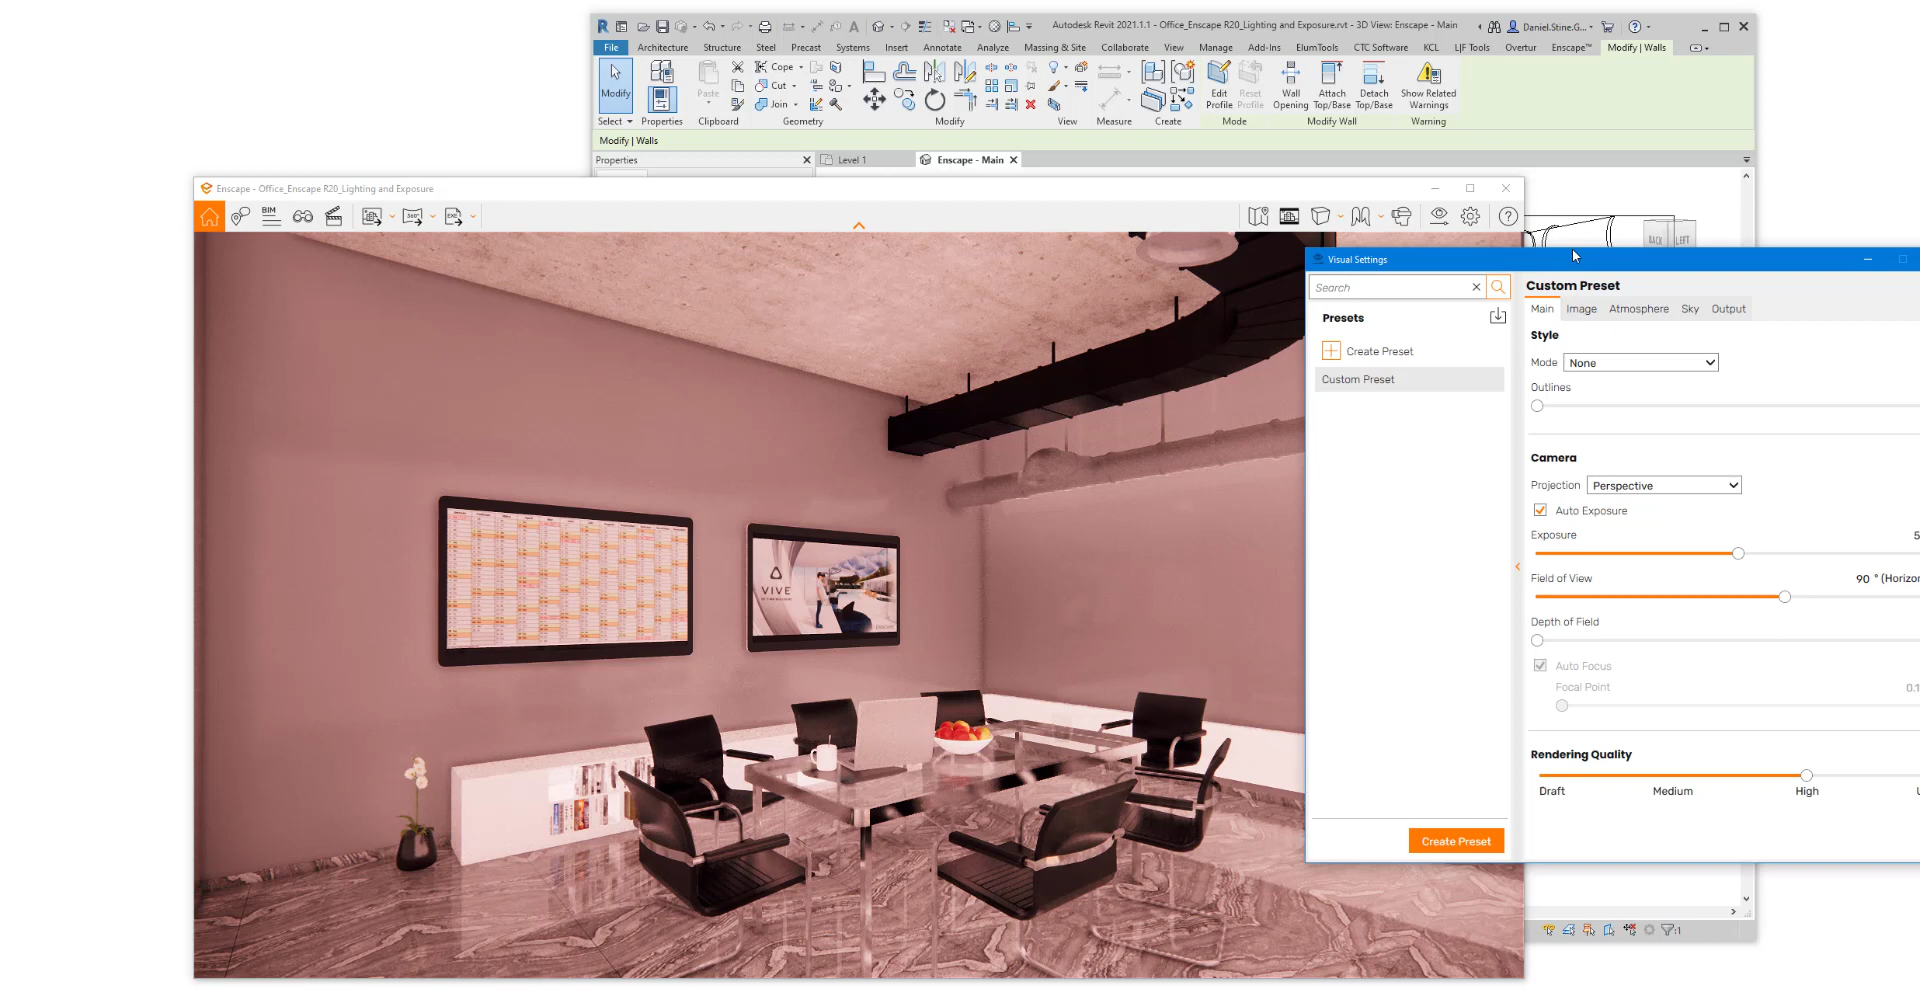 Autodesk Revit 2021.1.1 - Office_Enscape R20_Lighting and Exposure.rvt - 3D View: Enscape - Main
Daniel.Stine.G...
File Architecture Structure Steel Precast Systems Insert Annotate Analyze Massing & Site Collaborate View Manage Add-Ins ElumTools CTC Software KCL LJF Tools Overtur Enscape™ Modify | Walls
Modify
Paste
Cope
Cut
Join
Edit Profile
Reset Profile
Wall Opening
Attach Top/Base
Detach Top/Base
Show Related Warnings
Select Properties Clipboard Geometry Modify View Measure Create Mode Modify Wall Warning
Modify | Walls
Properties
Level 1
Enscape - Main
Enscape - Office_Enscape R20_Lighting and Exposure
BIM
360°
EXE
BACK LEFT
VIVE
Visual Settings
Search
Presets
Create Preset
Custom Preset
Create Preset
Custom Preset
Main Image Atmosphere Sky Output
Style
Mode None
Outlines
Camera
Projection Perspective
Auto Exposure
Exposure 5
Field of View 90 ° (Horizo
Depth of Field
Auto Focus
Focal Point 0.1
Rendering Quality
Draft Medium High
:1